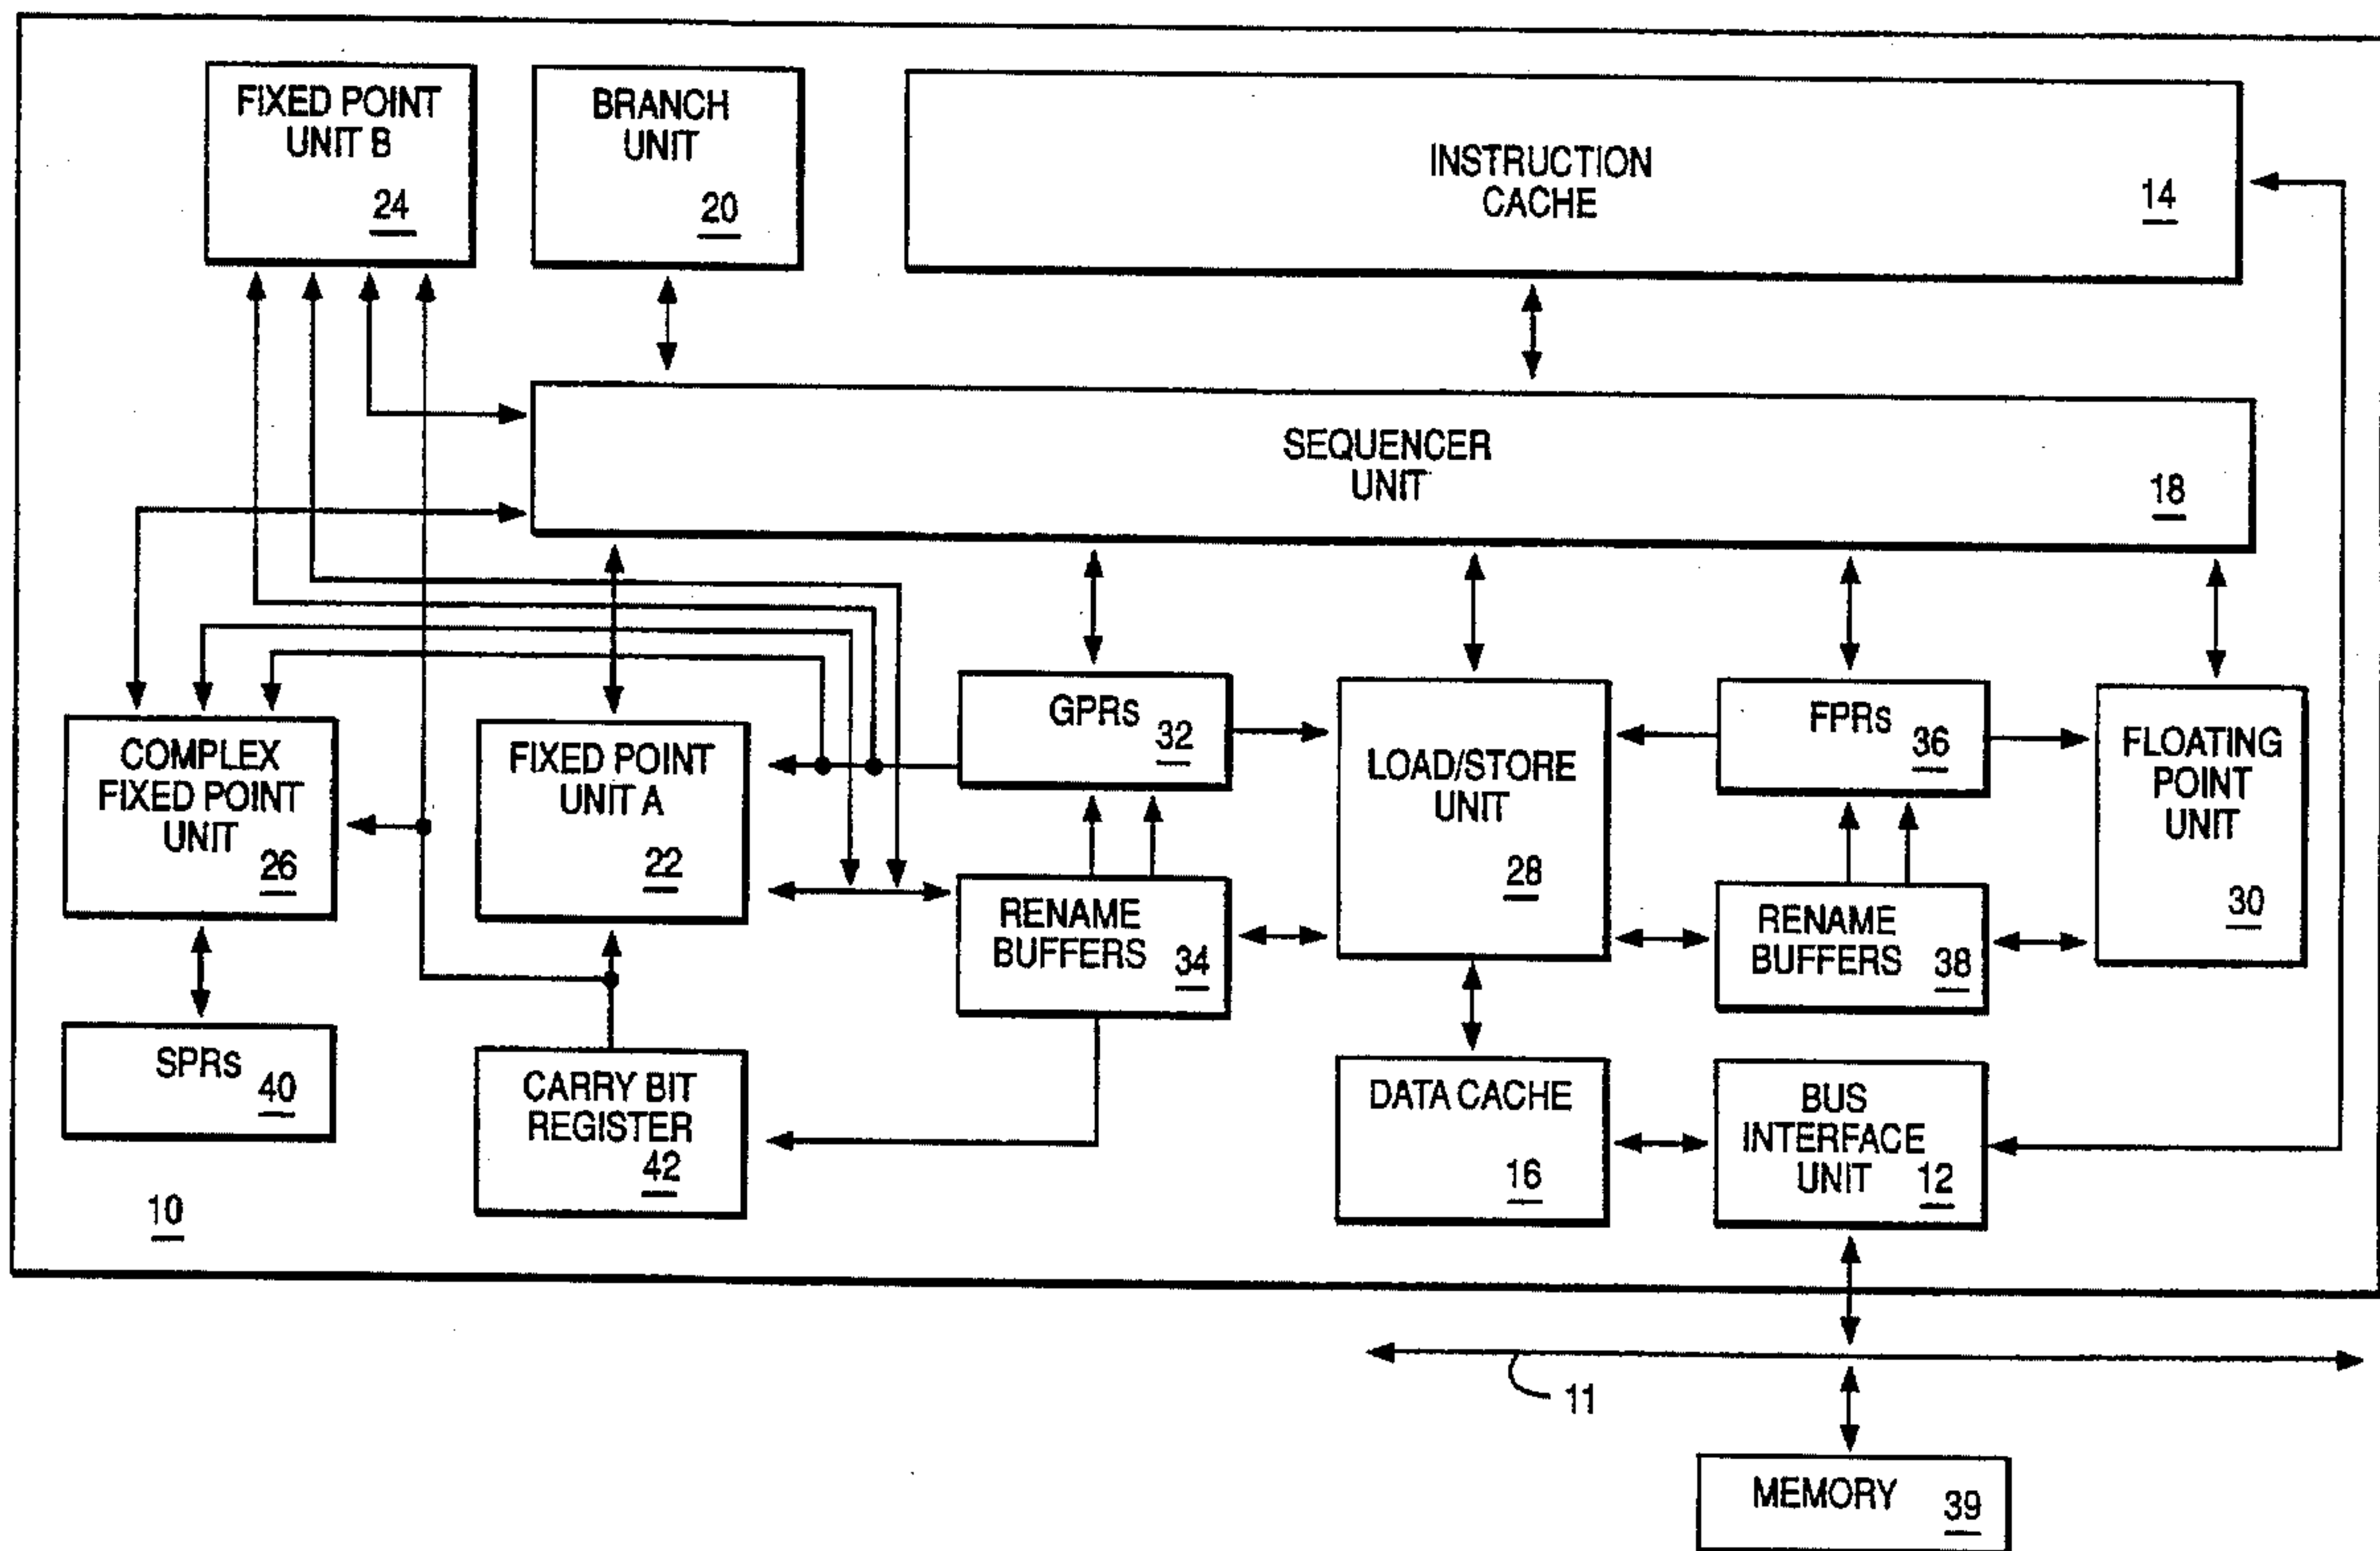 FIXED POINT
UNIT B
24
BRANCH
UNIT
20
INSTRUCTION
CACHE
14
SEQUENCER
UNIT
18
COMPLEX
FIXED POINT
UNIT
26
FIXED POINT
UNIT A
22
GPRs
32
LOAD/STORE
UNIT
28
FPRs
36
FLOATING
POINT
UNIT
30
RENAME
BUFFERS
34
RENAME
BUFFERS
38
SPRs
40
CARRY BIT
REGISTER
42
DATA CACHE
16
BUS
INTERFACE
UNIT
12
10
11
MEMORY
39